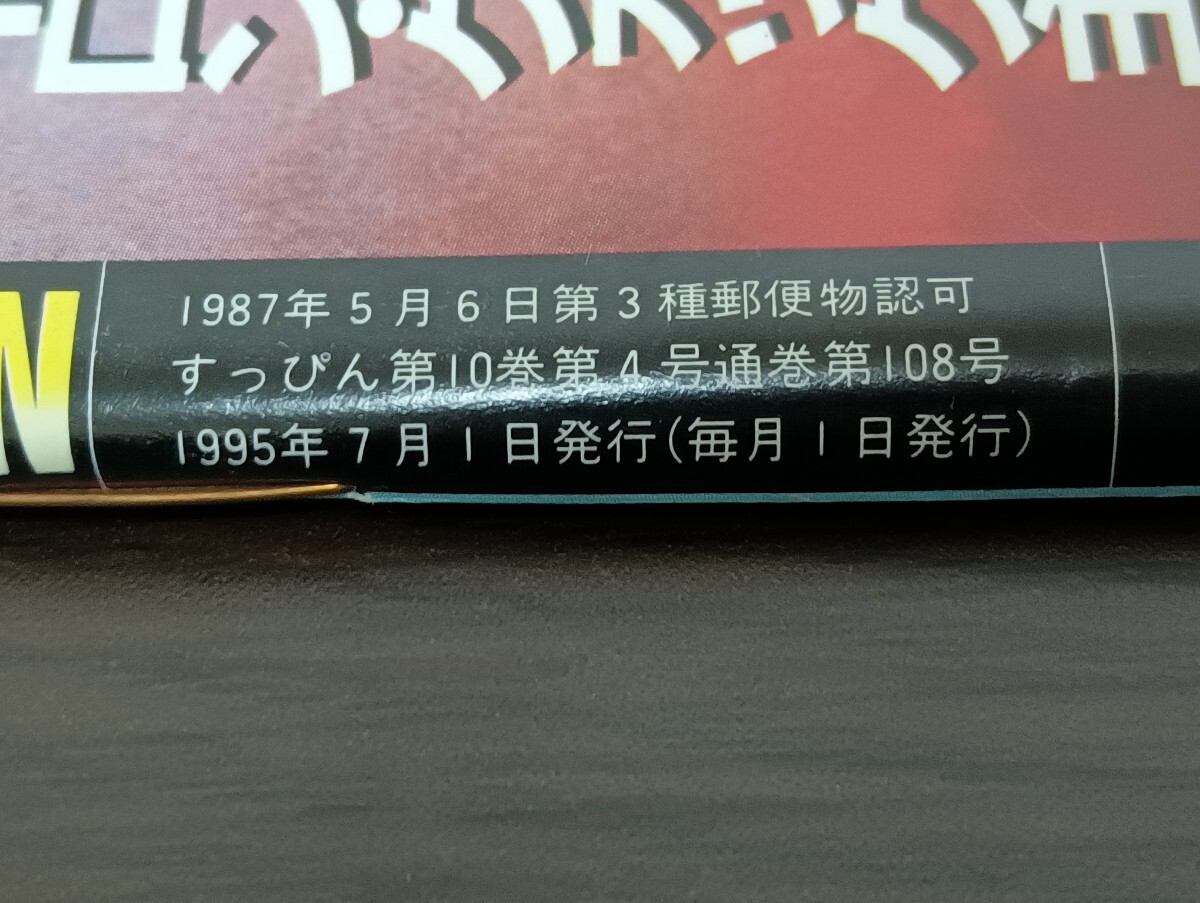 1987年5月6日第3種郵便物認可
すっぴん第10巻第4号通巻第108号
1995年7月1日発行(毎月1日発行)
N